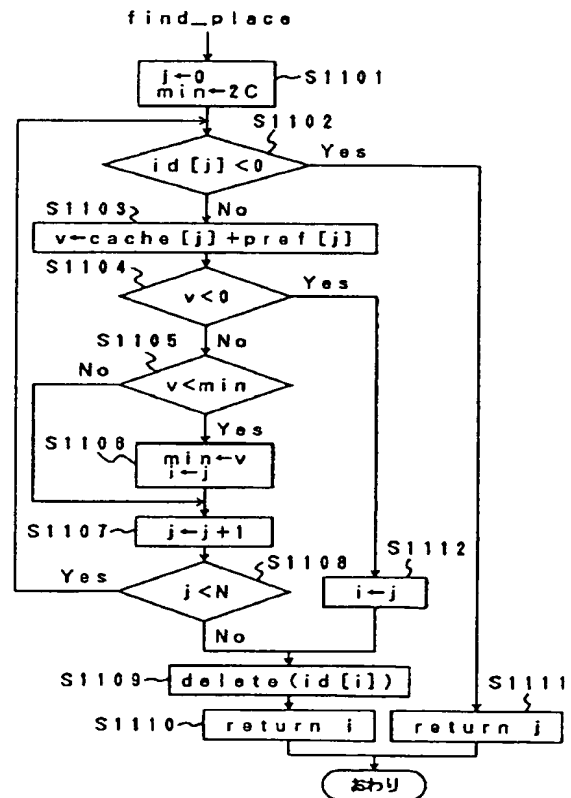 find_place
j←0
min←2C
S1101
S1102
id[j]<0
Yes
No
S1103
v←cache[j]+pref[j]
S1104
v<0
Yes
No
S1105
No
v<min
Yes
S1106
min←v
i←j
S1107
j←j+1
S1108
Yes
j<N
No
S1112
i←j
S1109
delete(id[i])
S1110
return i
S1111
return j
おわり